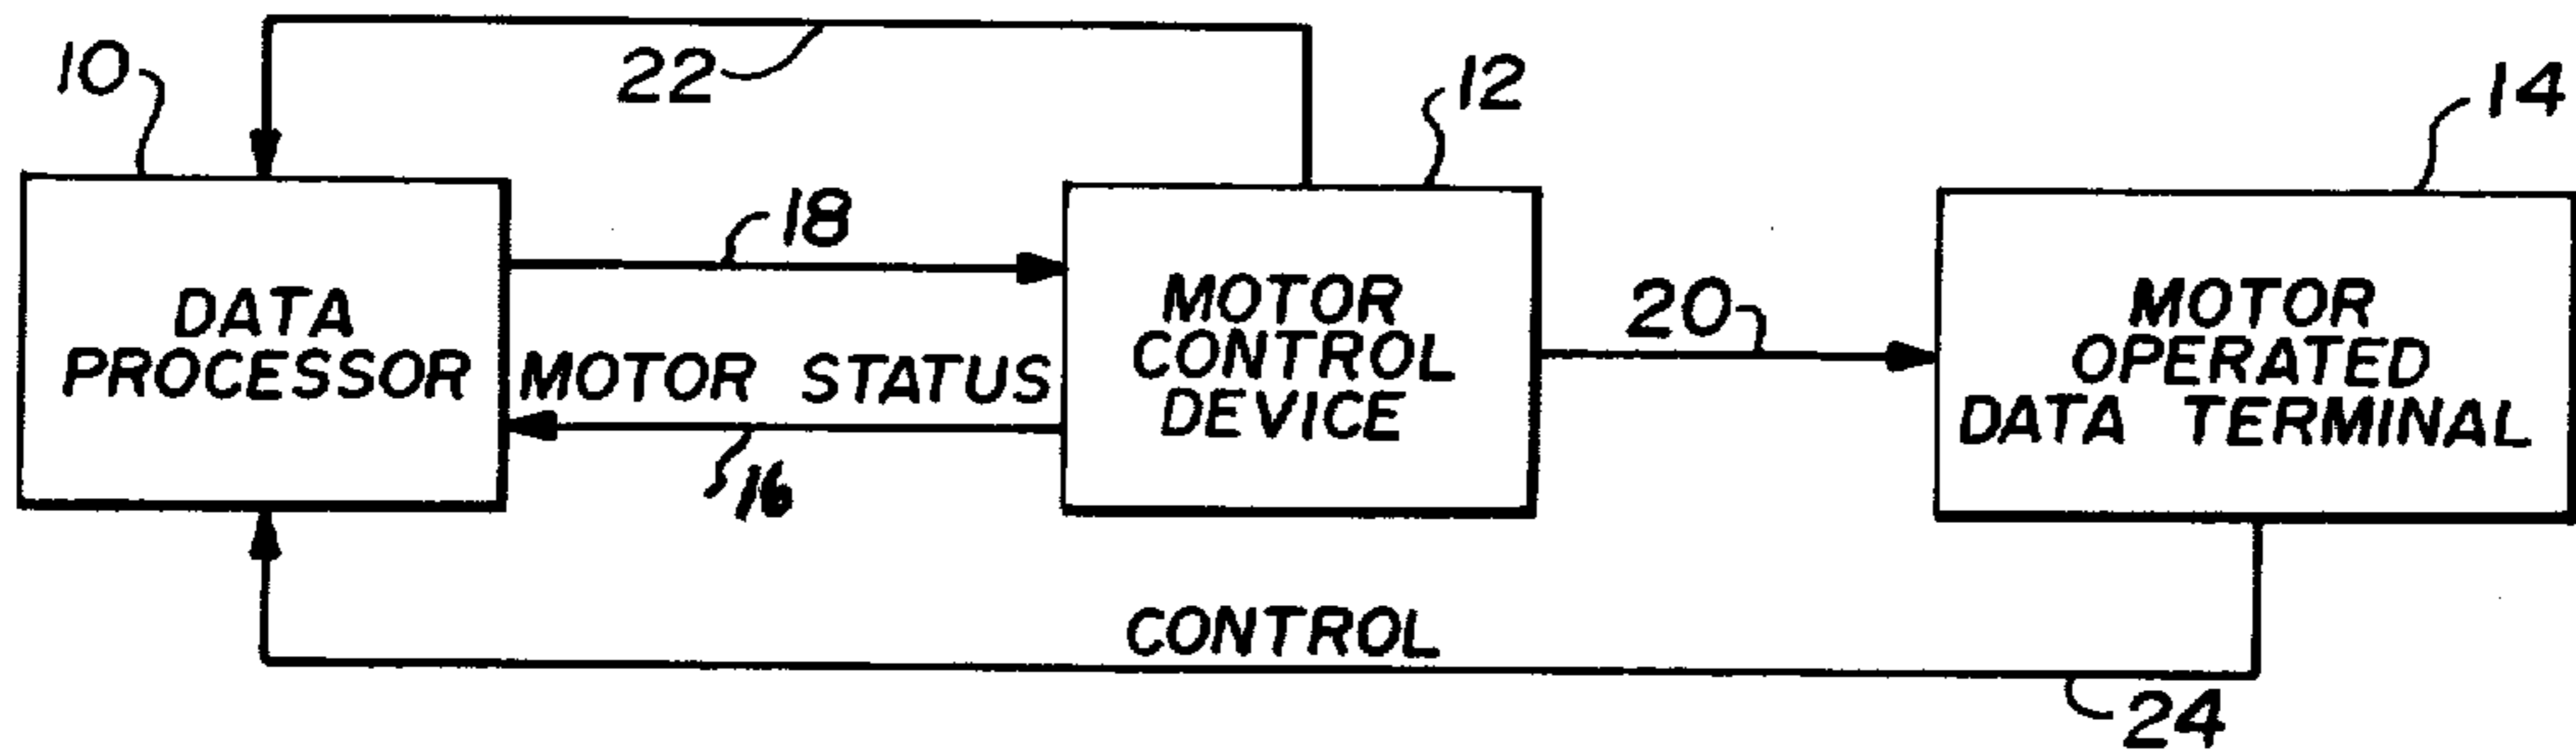 22
10
12
14
18
DATA
PROCESSOR
MOTOR STATUS
16
MOTOR
CONTROL
DEVICE
20
MOTOR
OPERATED
DATA TERMINAL
CONTROL
24